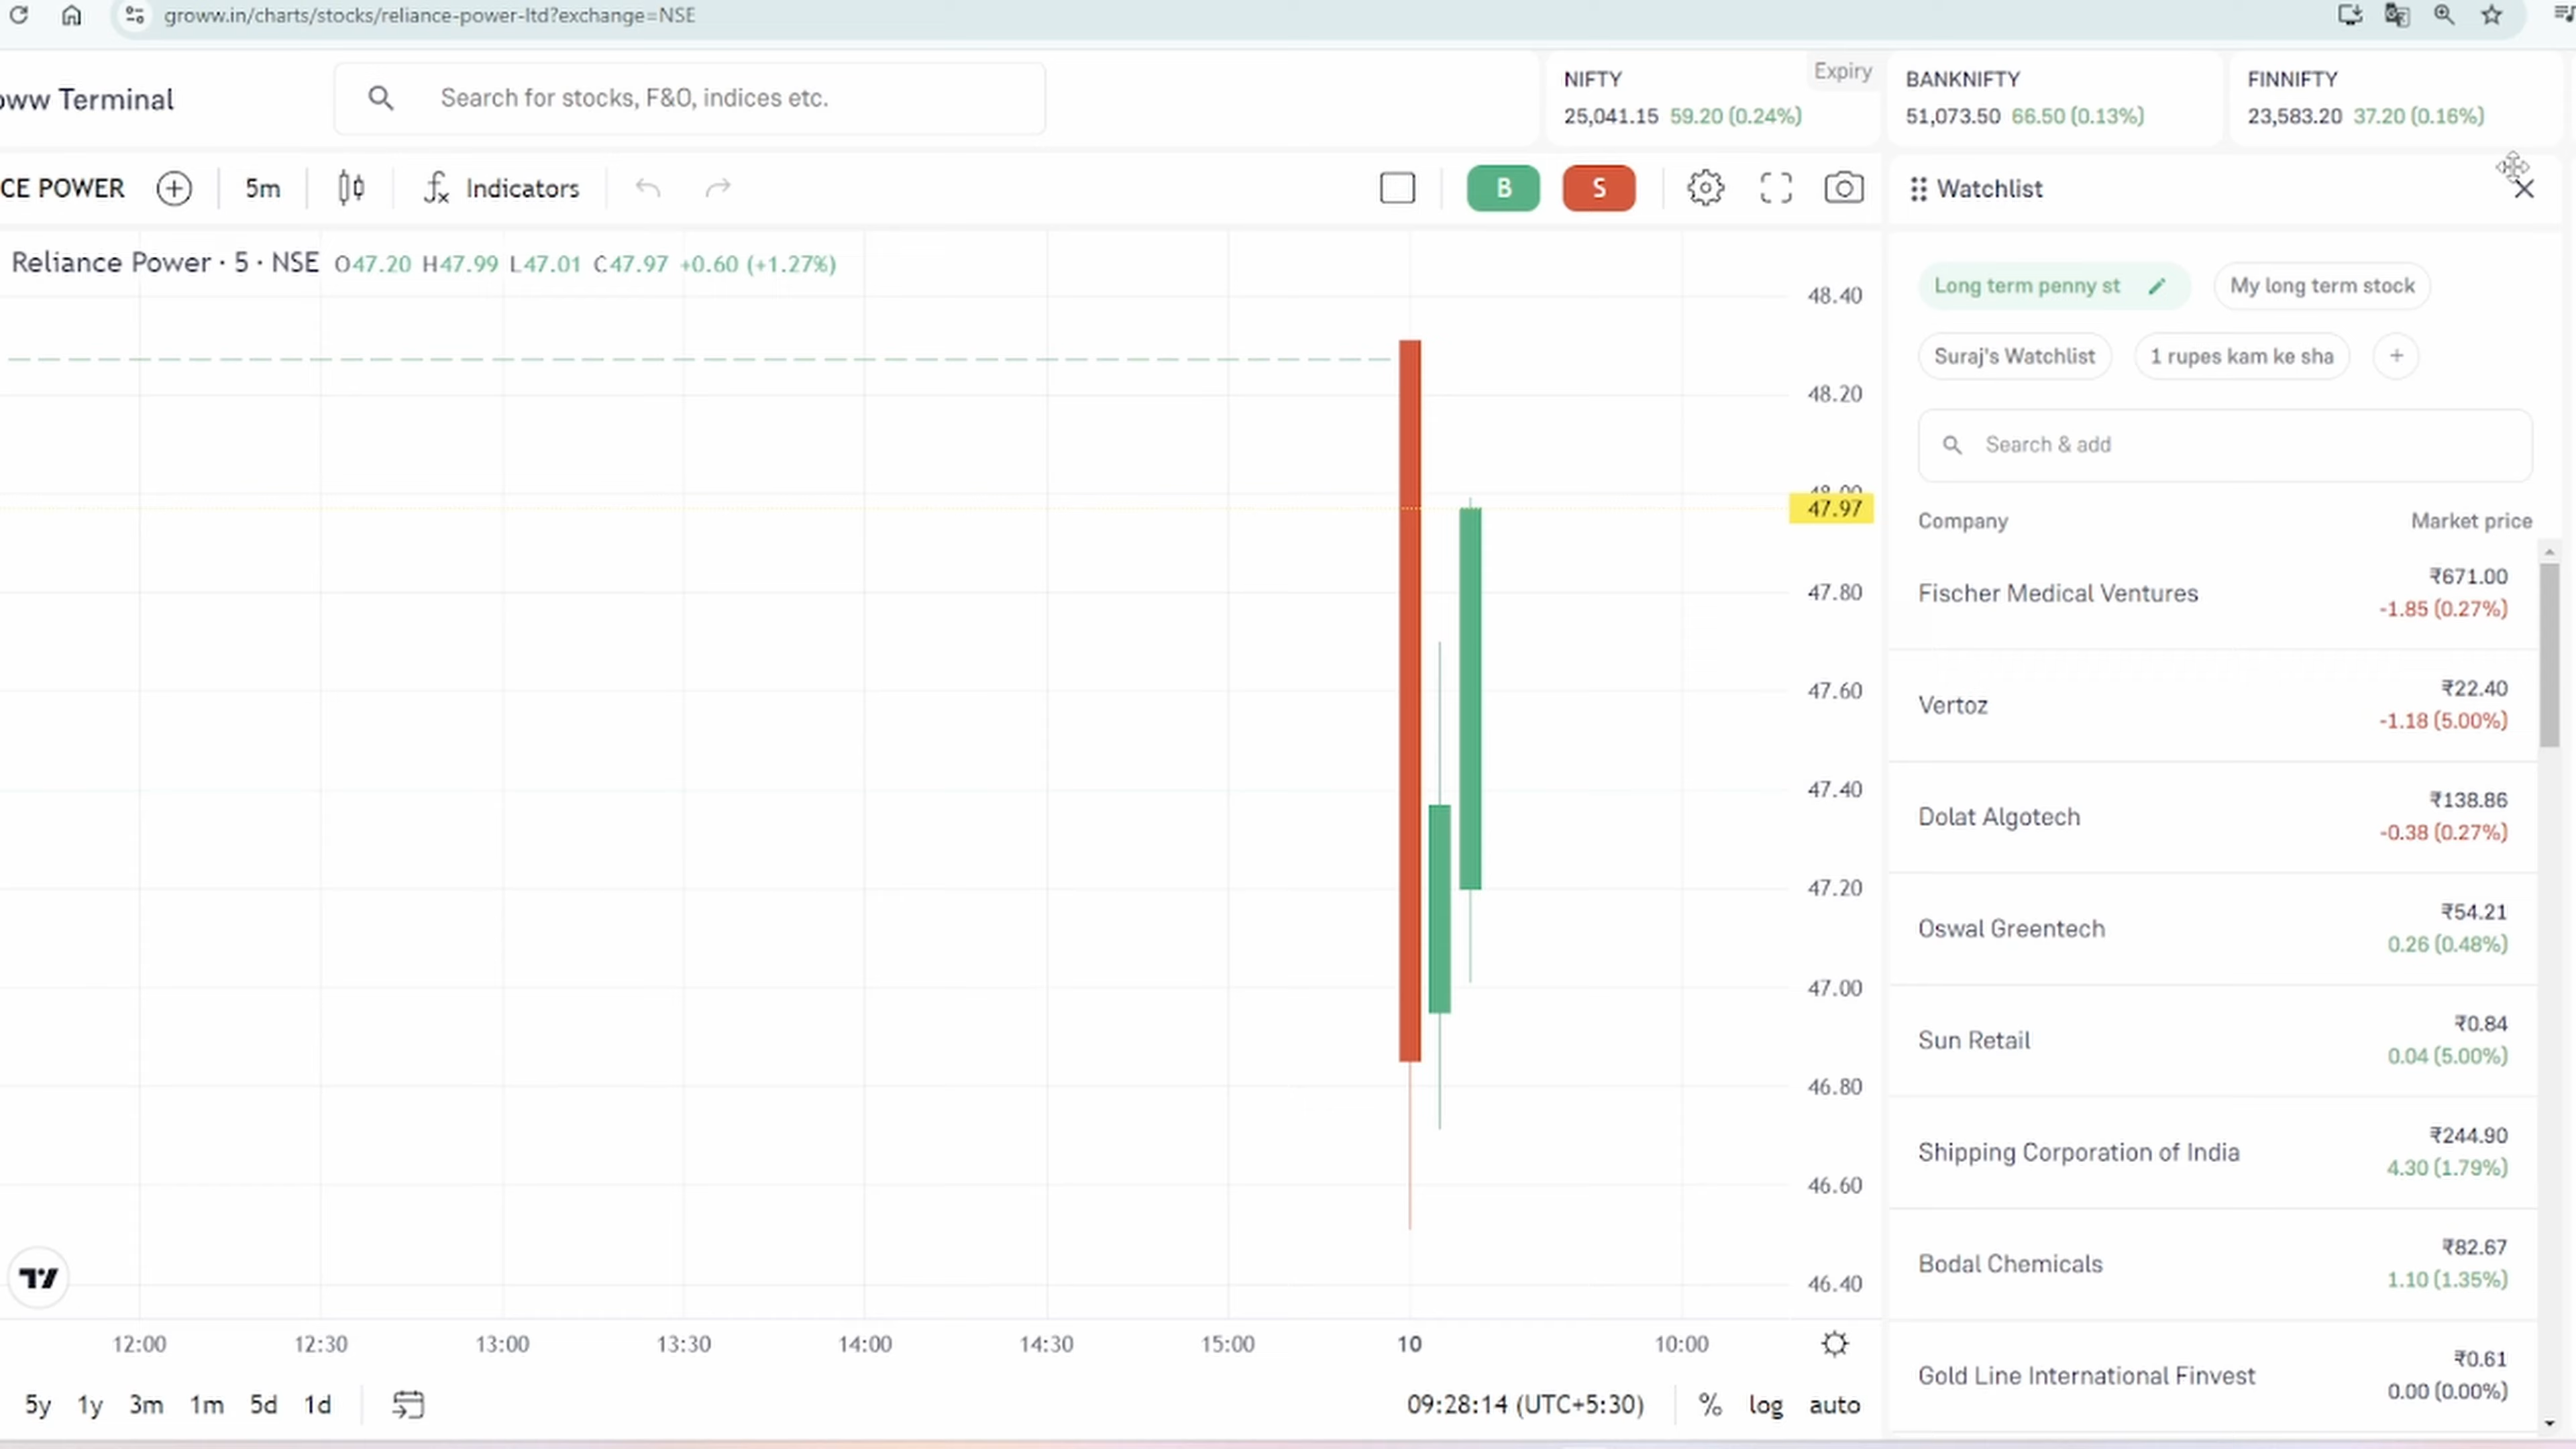 groww.in/charts/stocks/reliance-power-ltd?exchange=NSE
oww Terminal
Search for stocks, F&O, indices etc.
NIFTY
Expiry
25,041.15 59.20 (0.24%)
BANKNIFTY
51,073.50 66.50 (0.13%)
FINNIFTY
23,583.20 37.20 (0.16%)
CE POWER
5m
Indicators
B
S
Watchlist
Reliance Power · 5 · NSE O47.20 H47.99 L47.01 C47.97 +0.60 (+1.27%)
48.40
48.20
48.00
47.97
47.80
47.60
47.40
47.20
47.00
46.80
46.60
46.40
12:00 12:30 13:00 13:30 14:00 14:30 15:00 10 10:00
5y 1y 3m 1m 5d 1d
09:28:14 (UTC+5:30) % log auto
Long term penny st
My long term stock
Suraj's Watchlist
1 rupes kam ke sha
+
Search & add
Company Market price
Fischer Medical Ventures
₹671.00
-1.85 (0.27%)
Vertoz
₹22.40
-1.18 (5.00%)
Dolat Algotech
₹138.86
-0.38 (0.27%)
Oswal Greentech
₹54.21
0.26 (0.48%)
Sun Retail
₹0.84
0.04 (5.00%)
Shipping Corporation of India
₹244.90
4.30 (1.79%)
Bodal Chemicals
₹82.67
1.10 (1.35%)
Gold Line International Finvest
₹0.61
0.00 (0.00%)